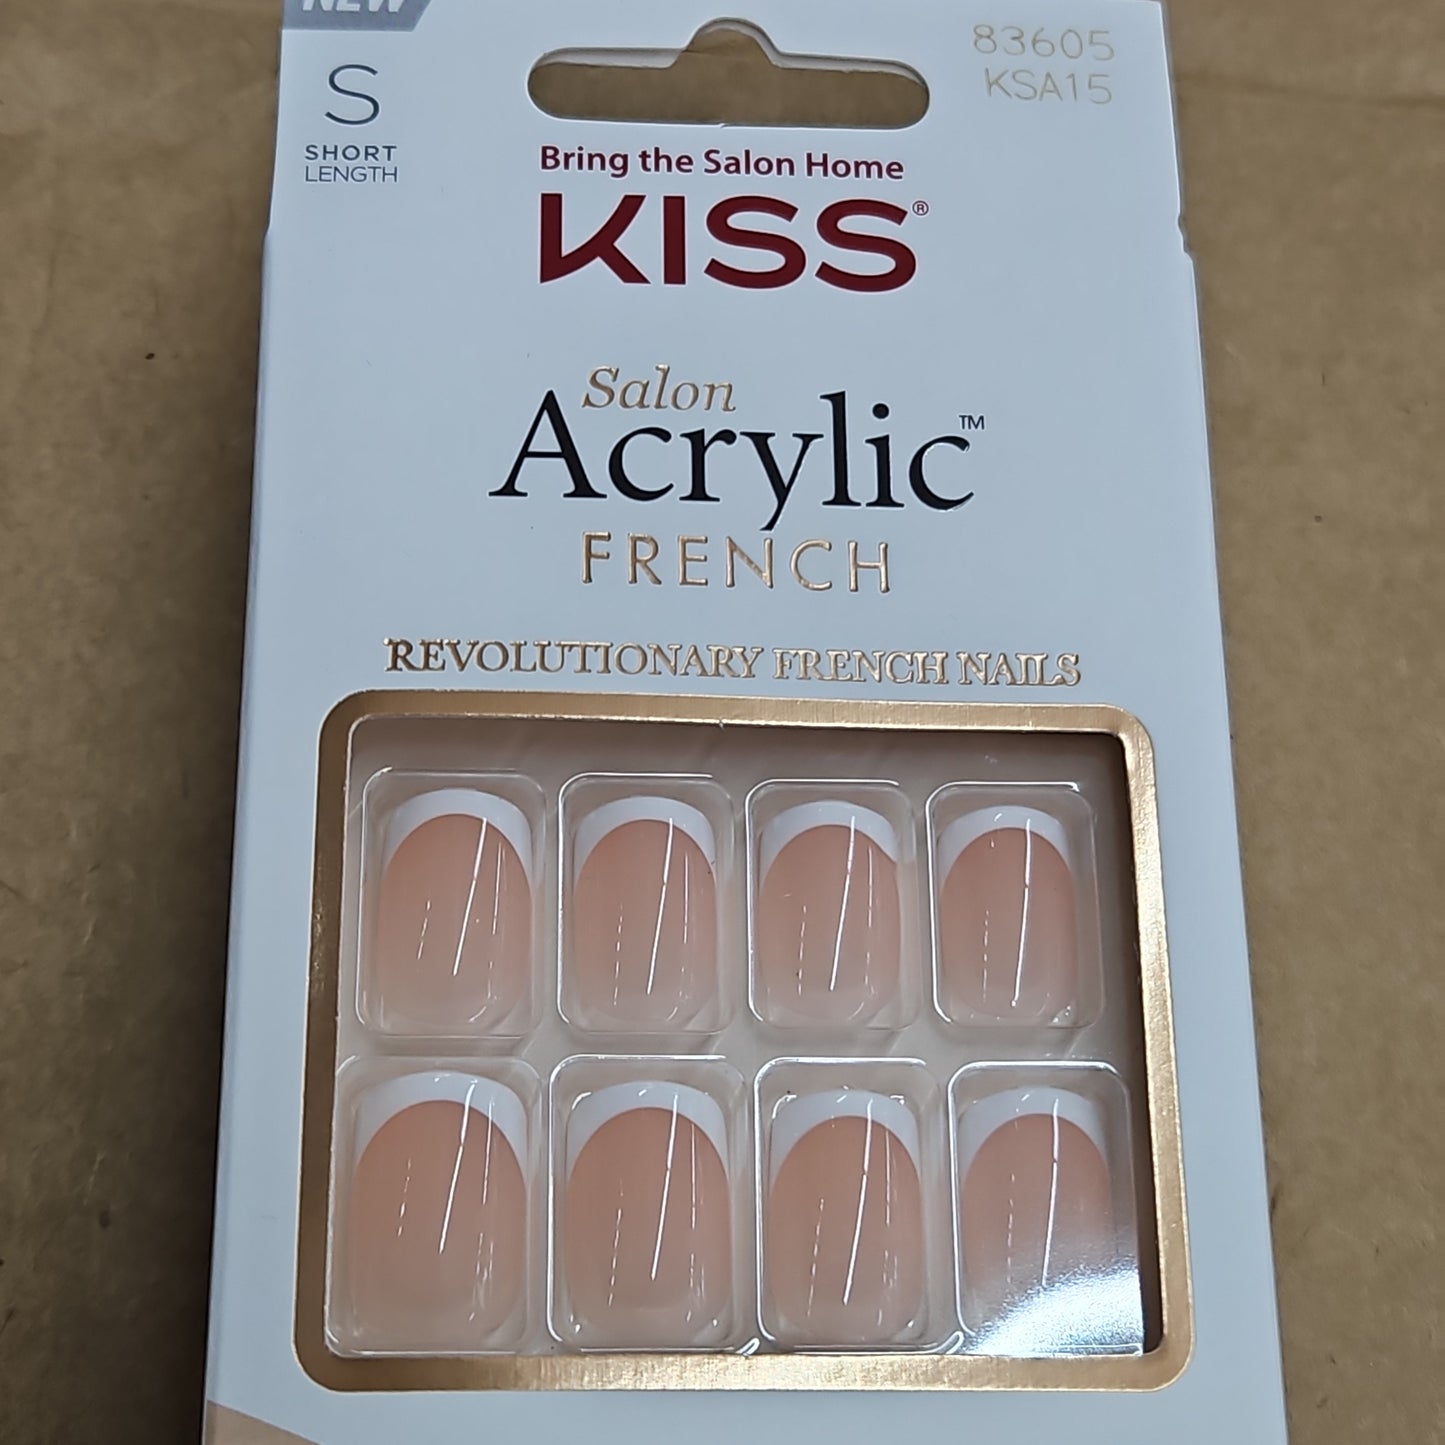 NEW
S
SHORT
LENGTH
83605
KSA15
Bring the Salon Home
KISS®
Salon
Acrylic™
FRENCH
REVOLUTIONARY FRENCH NAILS